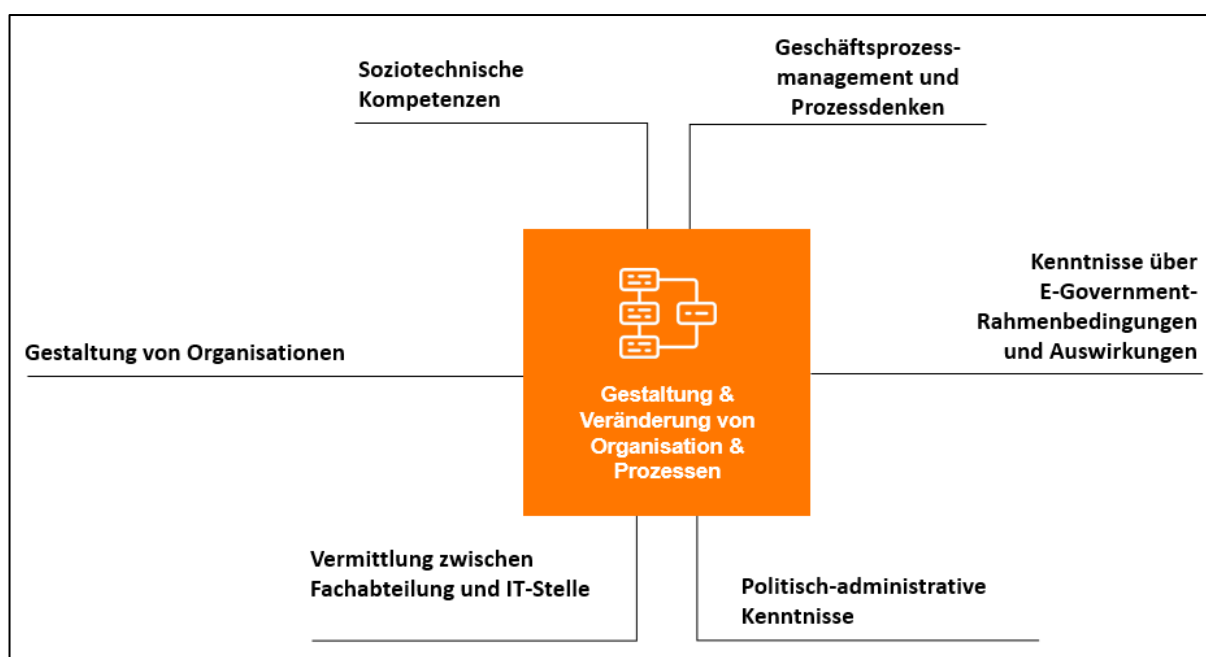 Soziotechnische
Kompetenzen
Geschäftsprozess-
management und
Prozessdenken
Kenntnisse über
E-Government-
Rahmenbedingungen
und Auswirkungen
Gestaltung von Organisationen
Gestaltung &
Veränderung von
Organisation &
Prozessen
Vermittlung zwischen
Fachabteilung und IT-Stelle
Politisch-administrative
Kenntnisse